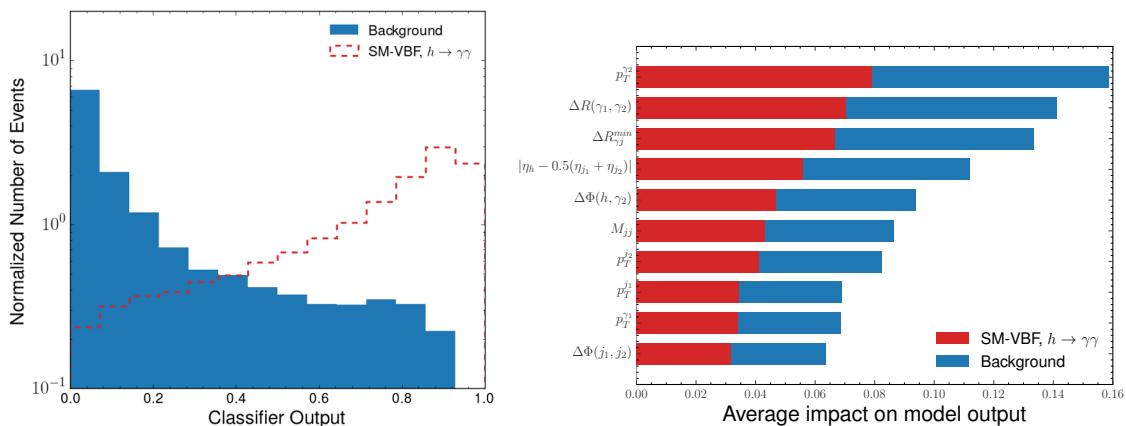 Normalized Number of Events
10¹
10⁰
10⁻¹
Background
SM-VBF, h → γγ
0.0 0.2 0.4 0.6 0.8 1.0
Classifier Output
p_T^{γ₂}
ΔR(γ₁, γ₂)
ΔR_{γj}^{min}
|η_h − 0.5(η_{j₁} + η_{j₂})|
ΔΦ(h, γ₂)
M_{jj}
p_T^{j₂}
p_T^{j₁}
p_T^{γ₁}
ΔΦ(j₁, j₂)
SM-VBF, h → γγ
Background
0.00 0.02 0.04 0.06 0.08 0.10 0.12 0.14 0.16
Average impact on model output